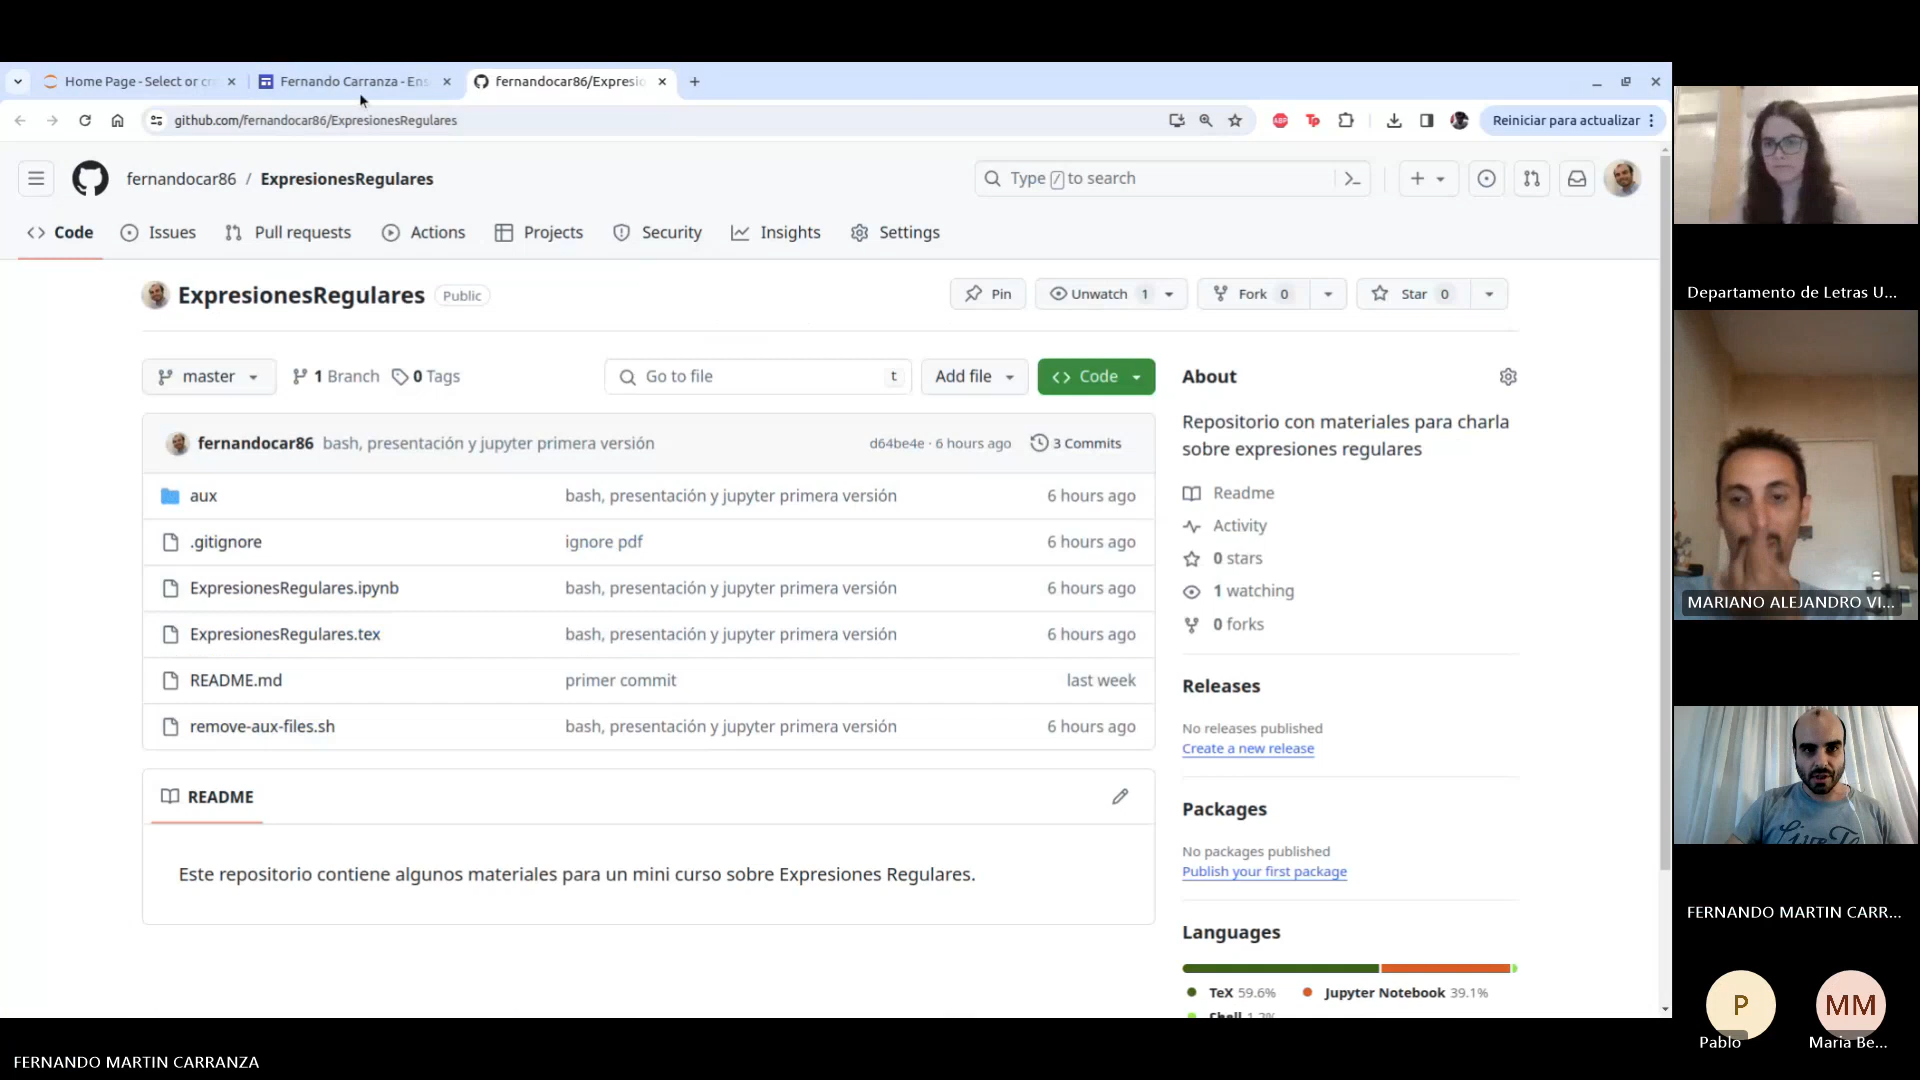 Home Page - Select or cr
Fernando Carranza - Ens
fernandocar86/Expresio
github.com/fernandocar86/ExpresionesRegulares
Reiniciar para actualizar
fernandocar86 / ExpresionesRegulares
Type / to search
Code
Issues
Pull requests
Actions
Projects
Security
Insights
Settings
ExpresionesRegulares
Public
Pin
Unwatch 1
Fork 0
Star 0
master
1 Branch
0 Tags
Go to file
t
Add file
Code
fernandocar86 bash, presentación y jupyter primera versión d64be4e · 6 hours ago 3 Commits
aux bash, presentación y jupyter primera versión 6 hours ago
.gitignore ignore pdf 6 hours ago
ExpresionesRegulares.ipynb bash, presentación y jupyter primera versión 6 hours ago
ExpresionesRegulares.tex bash, presentación y jupyter primera versión 6 hours ago
README.md primer commit last week
remove-aux-files.sh bash, presentación y jupyter primera versión 6 hours ago
README
Este repositorio contiene algunos materiales para un mini curso sobre Expresiones Regulares.
About
Repositorio con materiales para charla
sobre expresiones regulares
Readme
Activity
0 stars
1 watching
0 forks
Releases
No releases published
Create a new release
Packages
No packages published
Publish your first package
Languages
TeX 59.6%
Jupyter Notebook 39.1%
Shell 1.2%
Departamento de Letras U...
MARIANO ALEJANDRO VI...
FERNANDO MARTIN CARR...
P
Pablo
MM
Maria Be...
FERNANDO MARTIN CARRANZA